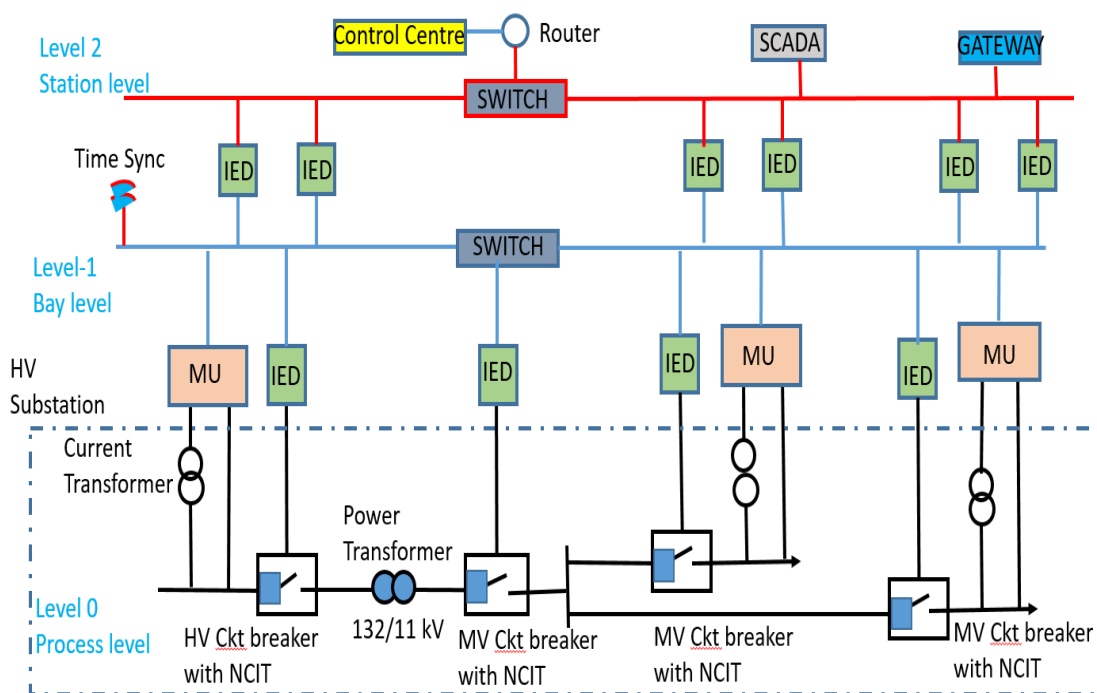 Level 2
Station level
Control Centre
Router
SCADA
GATEWAY
SWITCH
Time Sync
IED
IED
IED
IED
IED
IED
SWITCH
Level-1
Bay level
HV
Substation
MU
IED
IED
IED
MU
IED
MU
Current
Transformer
Power
Transformer
132/11 kV
Level 0
Process level
HV Ckt breaker
with NCIT
MV Ckt breaker
with NCIT
MV Ckt breaker
with NCIT
MV Ckt breaker
with NCIT